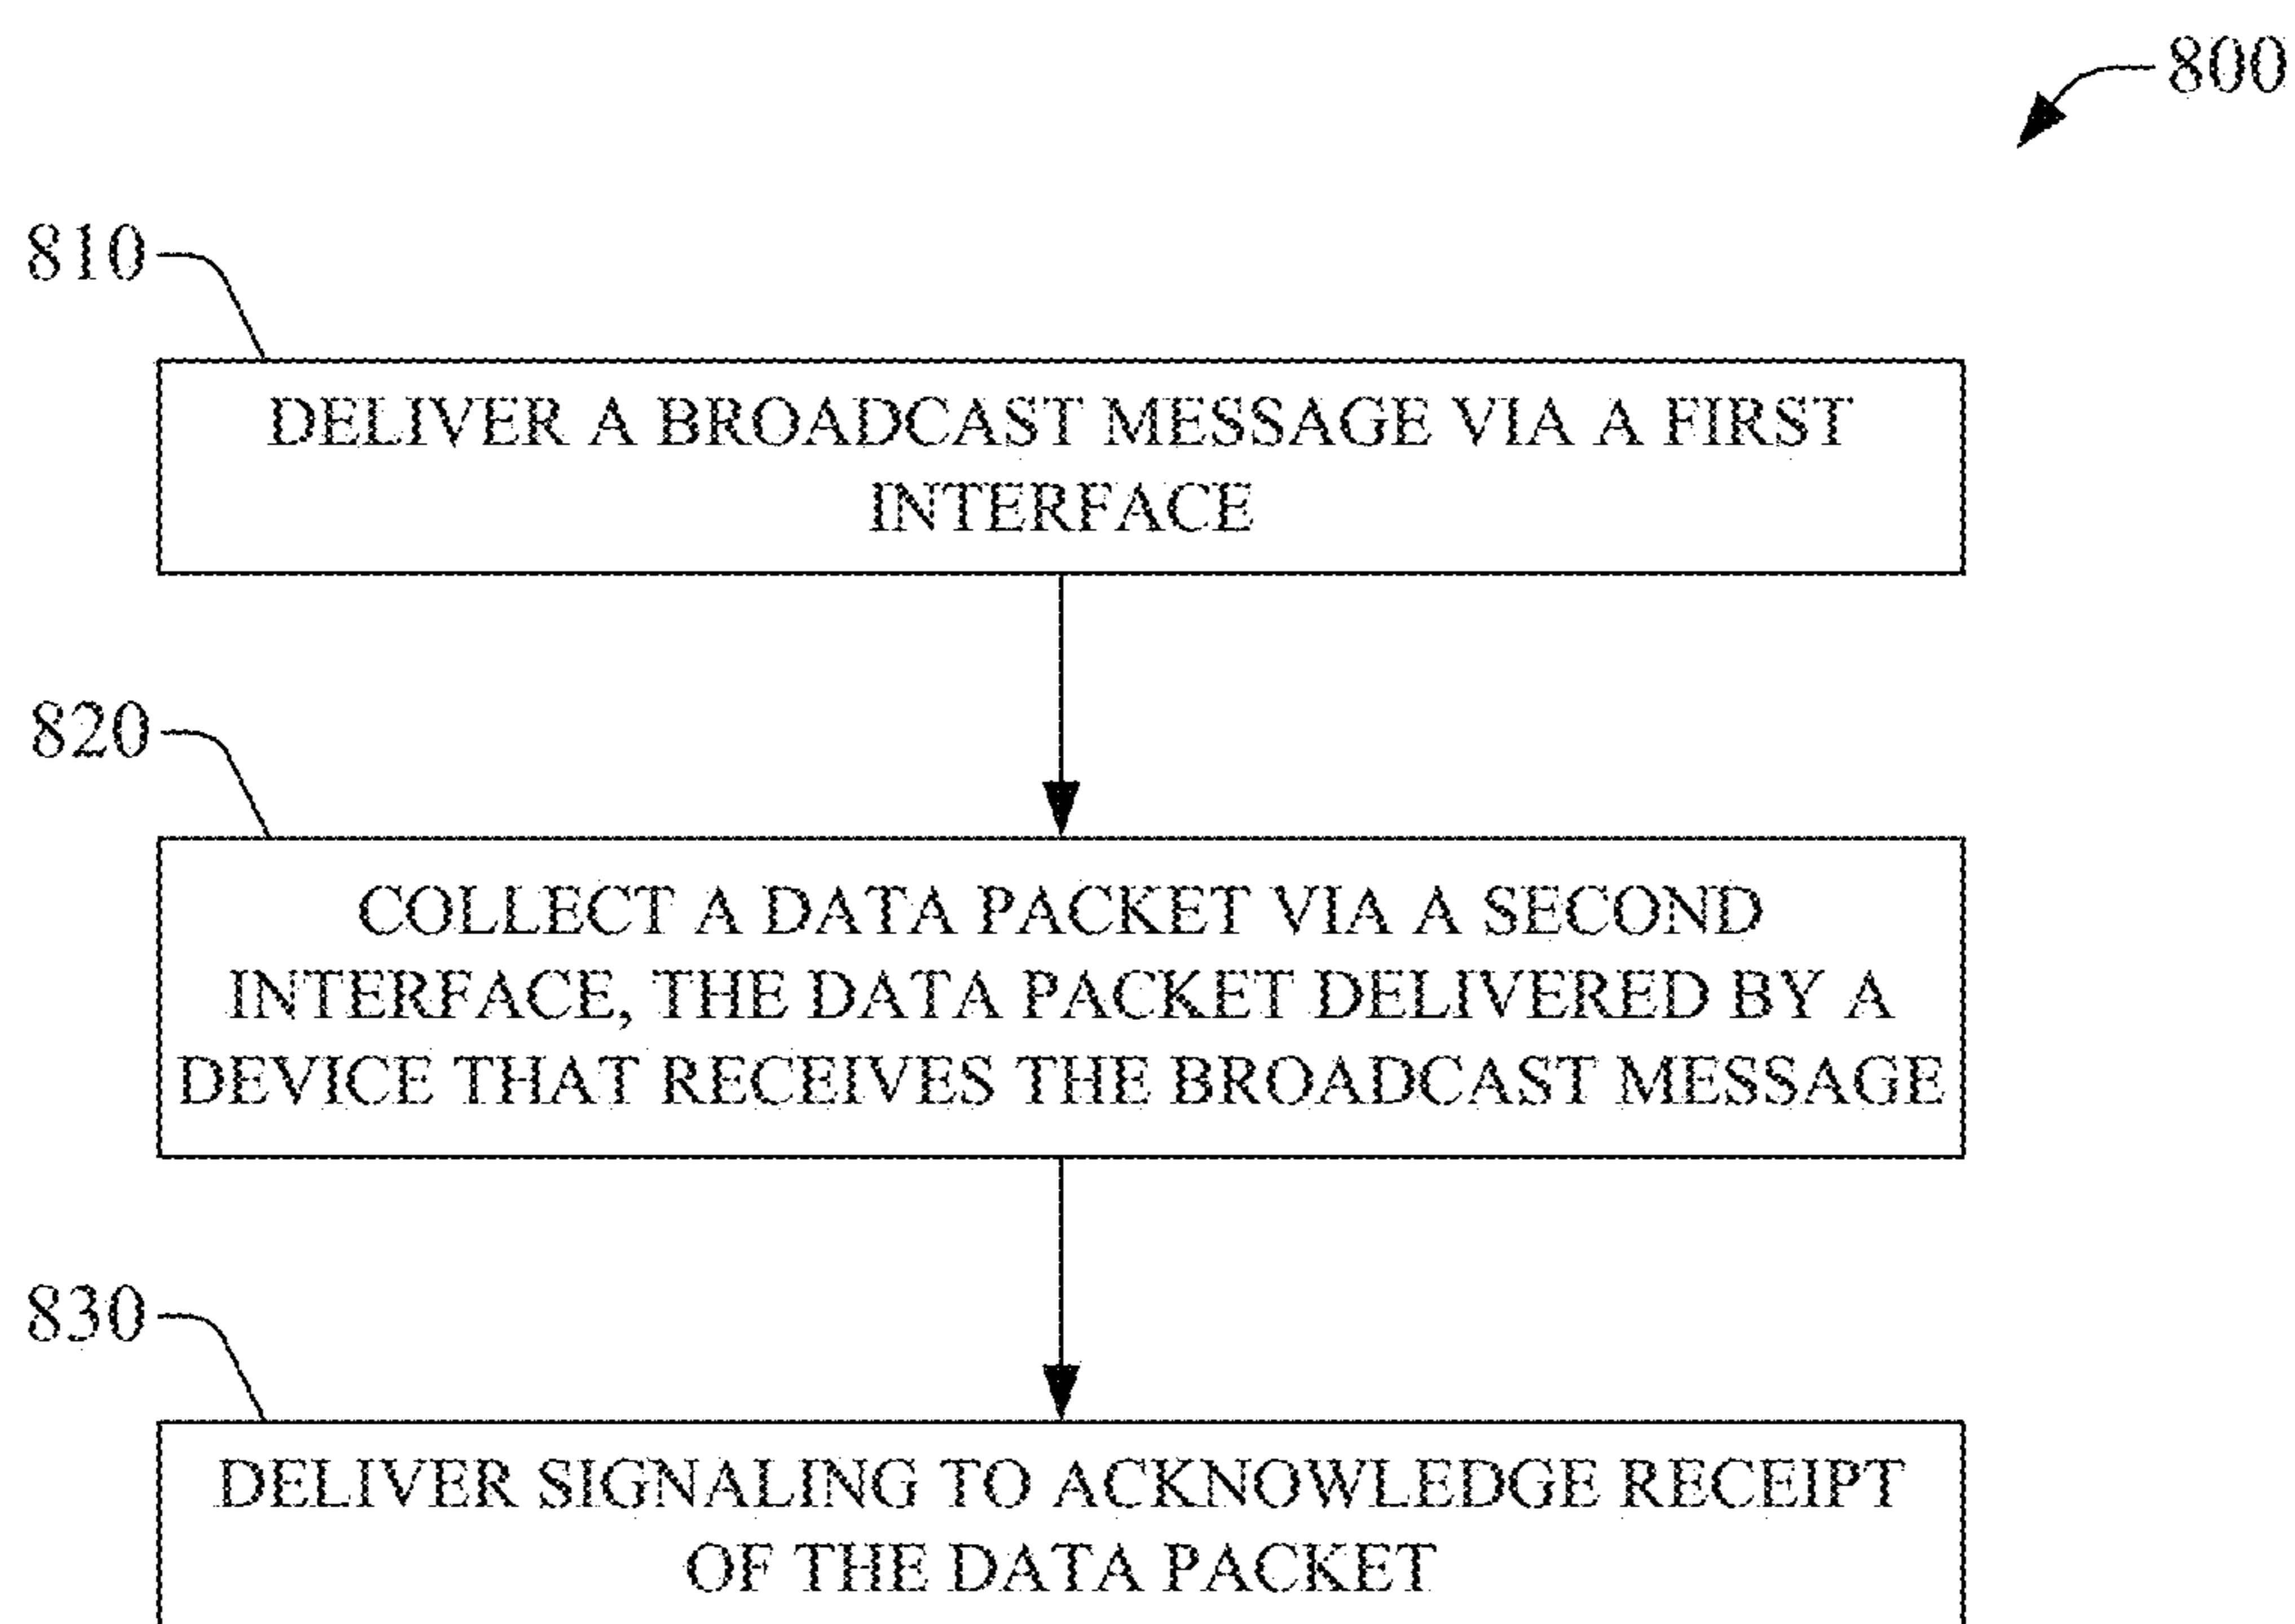 800
810
DELIVER A BROADCAST MESSAGE VIA A FIRST
INTERFACE
820
COLLECT A DATA PACKET VIA A SECOND
INTERFACE, THE DATA PACKET DELIVERED BY A
DEVICE THAT RECEIVES THE BROADCAST MESSAGE
830
DELIVER SIGNALING TO ACKNOWLEDGE RECEIPT
OF THE DATA PACKET